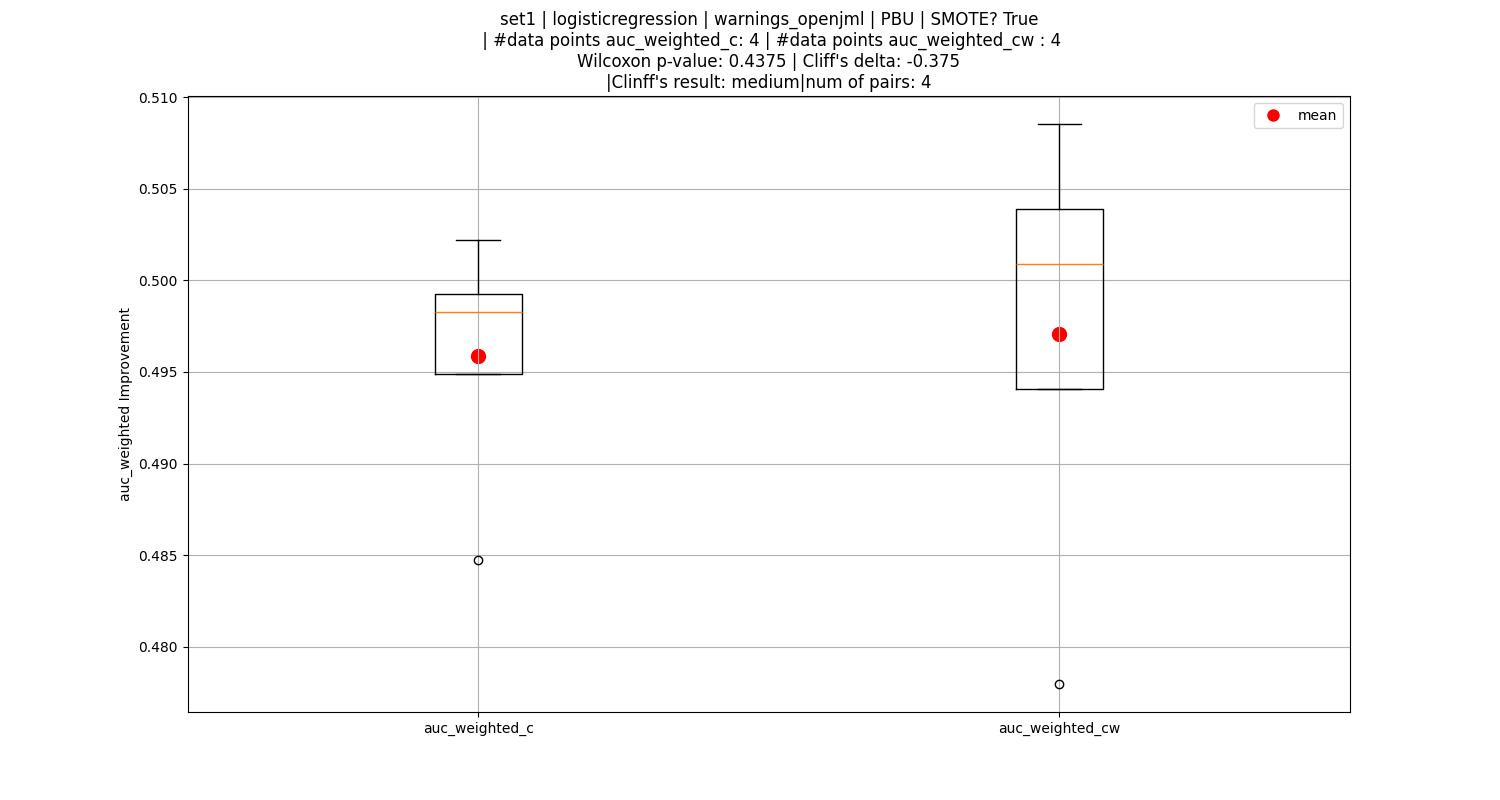 set1 | logisticregression | warnings_openjml | PBU | SMOTE? True
| #data points auc_weighted_c: 4 | #data points auc_weighted_cw : 4
Wilcoxon p-value: 0.4375 | Cliff's delta: -0.375
|Clinff's result: medium|num of pairs: 4
0.510
0.505
0.500
0.495
0.490
0.485
0.480
auc_weighted Improvement
mean
auc_weighted_c
auc_weighted_cw